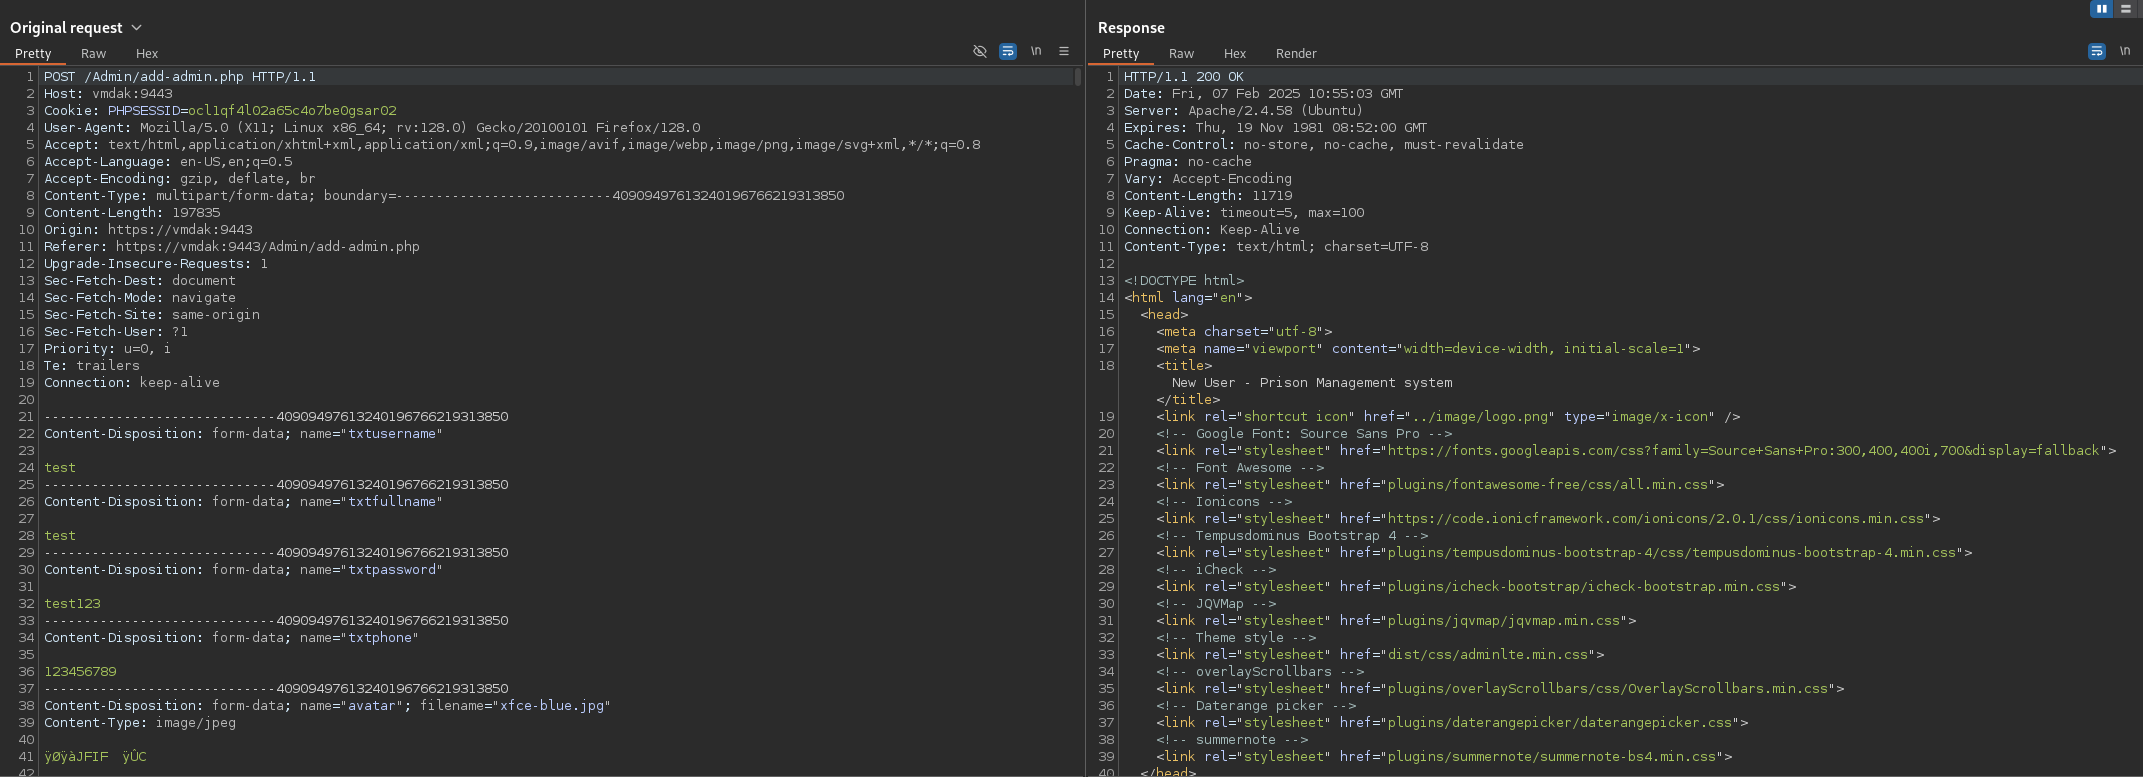 Original request
Pretty Raw Hex
\n
1 POST /Admin/add-admin.php HTTP/1.1
2 Host: vmdak:9443
3 Cookie: PHPSESSID=ocl1qf4l02a65c4o7be0gsar02
4 User-Agent: Mozilla/5.0 (X11; Linux x86_64; rv:128.0) Gecko/20100101 Firefox/128.0
5 Accept: text/html,application/xhtml+xml,application/xml;q=0.9,image/avif,image/webp,image/png,image/svg+xml,*/*;q=0.8
6 Accept-Language: en-US,en;q=0.5
7 Accept-Encoding: gzip, deflate, br
8 Content-Type: multipart/form-data; boundary=---------------------------40909497613240196766219313850
9 Content-Length: 197835
10 Origin: https://vmdak:9443
11 Referer: https://vmdak:9443/Admin/add-admin.php
12 Upgrade-Insecure-Requests: 1
13 Sec-Fetch-Dest: document
14 Sec-Fetch-Mode: navigate
15 Sec-Fetch-Site: same-origin
16 Sec-Fetch-User: ?1
17 Priority: u=0, i
18 Te: trailers
19 Connection: keep-alive
20
21 -----------------------------40909497613240196766219313850
22 Content-Disposition: form-data; name="txtusername"
23
24 test
25 -----------------------------40909497613240196766219313850
26 Content-Disposition: form-data; name="txtfullname"
27
28 test
29 -----------------------------40909497613240196766219313850
30 Content-Disposition: form-data; name="txtpassword"
31
32 test123
33 -----------------------------40909497613240196766219313850
34 Content-Disposition: form-data; name="txtphone"
35
36 123456789
37 -----------------------------40909497613240196766219313850
38 Content-Disposition: form-data; name="avatar"; filename="xfce-blue.jpg"
39 Content-Type: image/jpeg
40
41 ÿØÿàJFIF ÿÛC
42
Response
Pretty Raw Hex Render
\n
1 HTTP/1.1 200 OK
2 Date: Fri, 07 Feb 2025 10:55:03 GMT
3 Server: Apache/2.4.58 (Ubuntu)
4 Expires: Thu, 19 Nov 1981 08:52:00 GMT
5 Cache-Control: no-store, no-cache, must-revalidate
6 Pragma: no-cache
7 Vary: Accept-Encoding
8 Content-Length: 11719
9 Keep-Alive: timeout=5, max=100
10 Connection: Keep-Alive
11 Content-Type: text/html; charset=UTF-8
12
13 <!DOCTYPE html>
14 <html lang="en">
15 <head>
16 <meta charset="utf-8">
17 <meta name="viewport" content="width=device-width, initial-scale=1">
18 <title>
New User - Prison Management system
</title>
19 <link rel="shortcut icon" href="../image/logo.png" type="image/x-icon" />
20 <!-- Google Font: Source Sans Pro -->
21 <link rel="stylesheet" href="https://fonts.googleapis.com/css?family=Source+Sans+Pro:300,400,400i,700&display=fallback">
22 <!-- Font Awesome -->
23 <link rel="stylesheet" href="plugins/fontawesome-free/css/all.min.css">
24 <!-- Ionicons -->
25 <link rel="stylesheet" href="https://code.ionicframework.com/ionicons/2.0.1/css/ionicons.min.css">
26 <!-- Tempusdominus Bootstrap 4 -->
27 <link rel="stylesheet" href="plugins/tempusdominus-bootstrap-4/css/tempusdominus-bootstrap-4.min.css">
28 <!-- iCheck -->
29 <link rel="stylesheet" href="plugins/icheck-bootstrap/icheck-bootstrap.min.css">
30 <!-- JQVMap -->
31 <link rel="stylesheet" href="plugins/jqvmap/jqvmap.min.css">
32 <!-- Theme style -->
33 <link rel="stylesheet" href="dist/css/adminlte.min.css">
34 <!-- overlayScrollbars -->
35 <link rel="stylesheet" href="plugins/overlayScrollbars/css/OverlayScrollbars.min.css">
36 <!-- Daterange picker -->
37 <link rel="stylesheet" href="plugins/daterangepicker/daterangepicker.css">
38 <!-- summernote -->
39 <link rel="stylesheet" href="plugins/summernote/summernote-bs4.min.css">
40 </head>